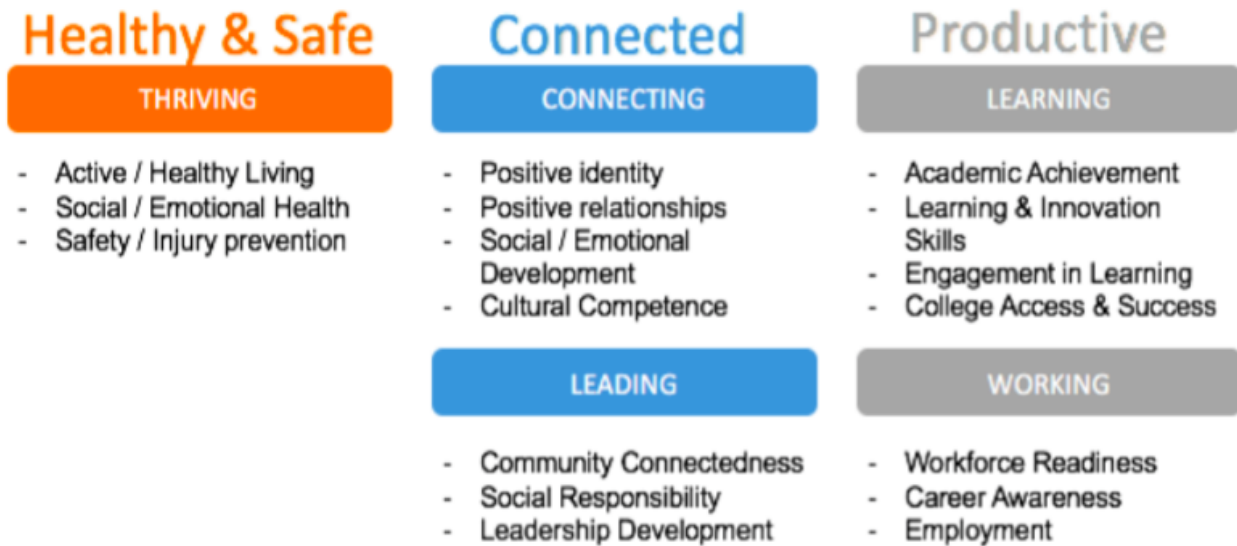 Healthy & Safe
THRIVING
- Active / Healthy Living
- Social / Emotional Health
- Safety / Injury prevention
Connected
CONNECTING
- Positive identity
- Positive relationships
- Social / Emotional
Development
- Cultural Competence
LEADING
- Community Connectedness
- Social Responsibility
- Leadership Development
Productive
LEARNING
- Academic Achievement
- Learning & Innovation
Skills
- Engagement in Learning
- College Access & Success
WORKING
- Workforce Readiness
- Career Awareness
- Employment